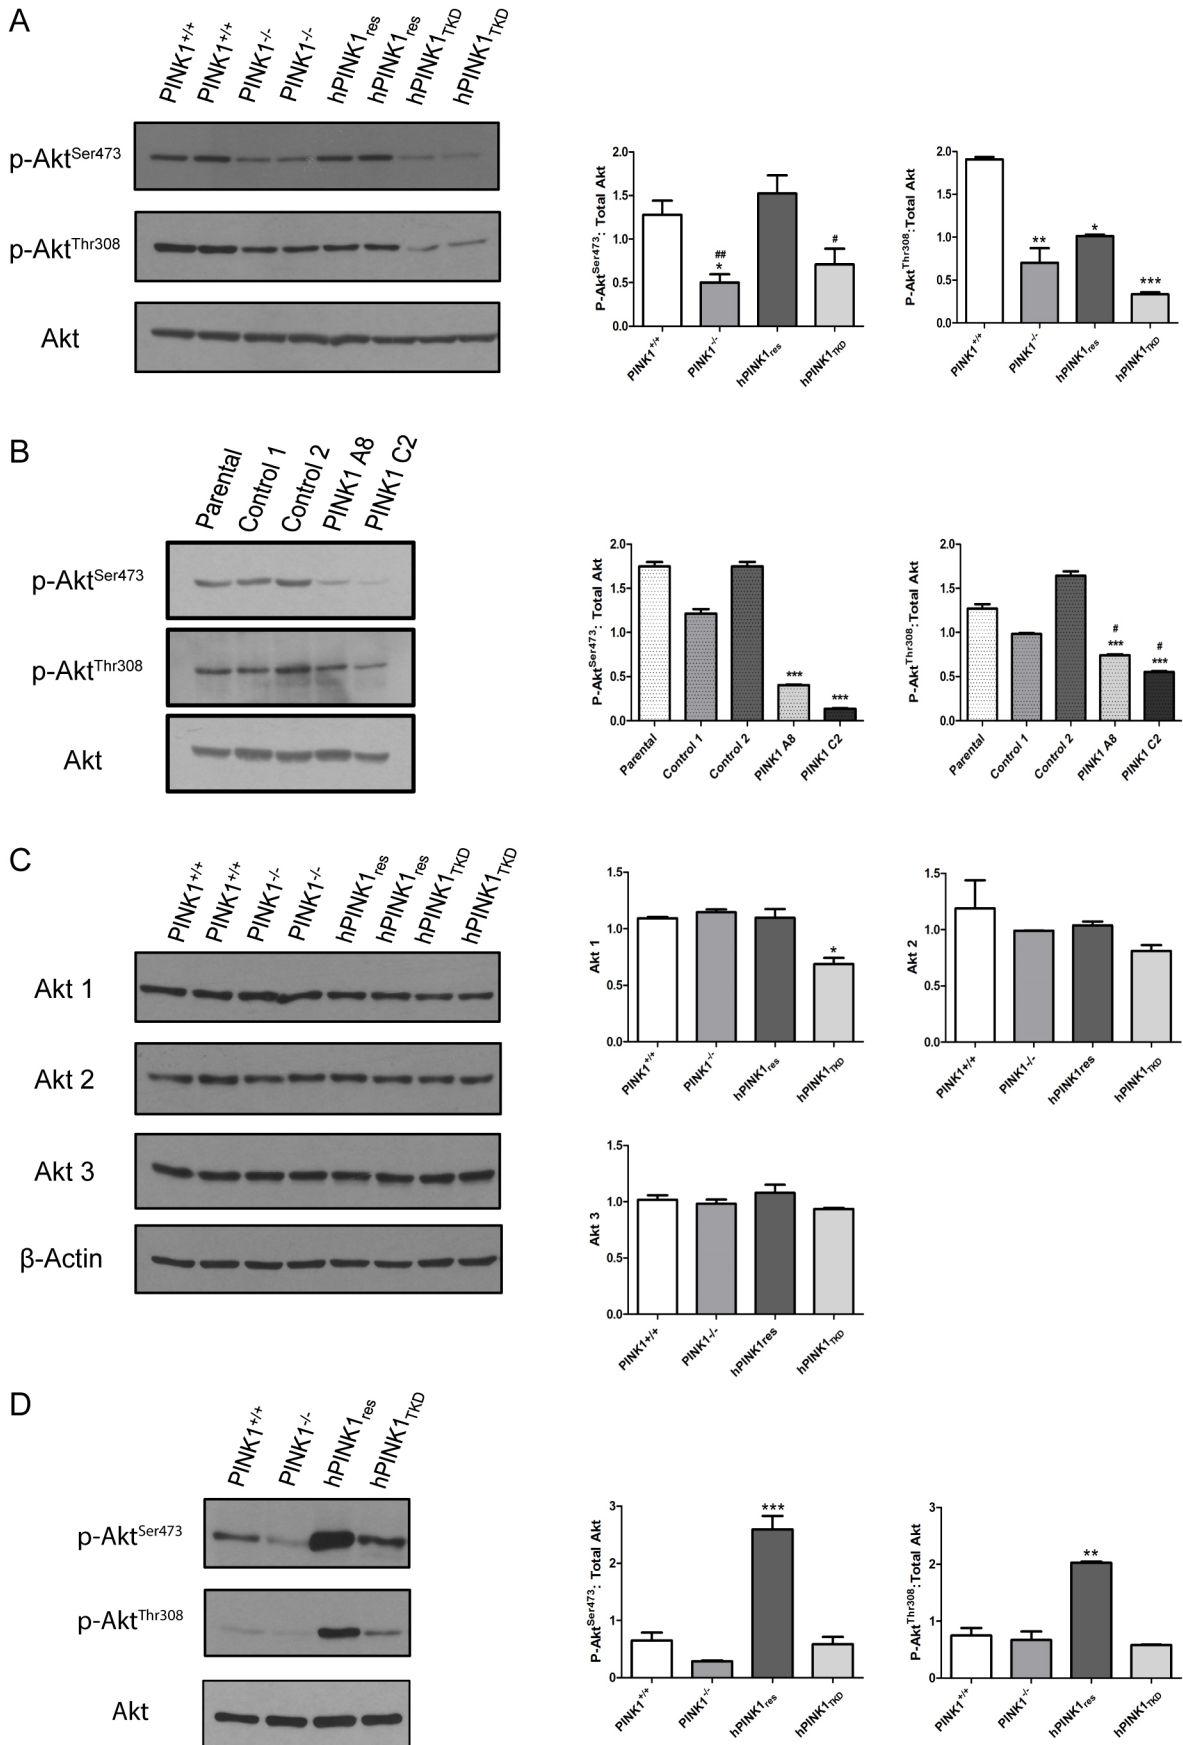 A
PINK1+/+ PINK1+/+ PINK1-/- PINK1-/- hPINK1res hPINK1res hPINK1TKD hPINK1TKD
p-AktSer473
p-AktThr308
Akt
P-AktSer473: Total Akt
2.0
1.5
1.0
0.5
0.0
##
*
#
PINK1+/+ PINK1-/- hPINK1res hPINK1TKD
P-AktThr308: Total Akt
2.0
1.5
1.0
0.5
0.0
** * ***
PINK1+/+ PINK1-/- hPINK1res hPINK1TKD
B
Parental Control 1 Control 2 PINK1 A8 PINK1 C2
p-AktSer473
p-AktThr308
Akt
P-AktSer473: Total Akt
2.0
1.5
1.0
0.5
0.0
*** ***
Parental Control 1 Control 2 PINK1 A8 PINK1 C2
P-AktThr308:Total Akt
2.0
1.5
1.0
0.5
0.0
# #
*** ***
Parental Control 1 Control 2 PINK1 A8 PINK1 C2
C
PINK1+/+ PINK1+/+ PINK1-/- PINK1-/- hPINK1res hPINK1res hPINK1TKD hPINK1TKD
Akt 1
Akt 2
Akt 3
β-Actin
Akt 1
1.5
1.0
0.5
0.0
*
PINK1+/+ PINK1-/- hPINK1res hPINK1TKD
Akt 2
1.5
1.0
0.5
0.0
PINK1+/+ PINK1-/- hPINK1res hPINK1TKD
Akt 3
1.5
1.0
0.5
0.0
PINK1+/+ PINK1-/- hPINK1res hPINK1TKD
D
PINK1+/+ PINK1-/- hPINK1res hPINK1TKD
p-AktSer473
p-AktThr308
Akt
P-AktSer473: Total Akt
3
2
1
0
***
PINK1+/+ PINK1-/- hPINK1res hPINK1TKD
P-AktThr308:Total Akt
3
2
1
0
**
PINK1+/+ PINK1-/- hPINK1res hPINK1TKD